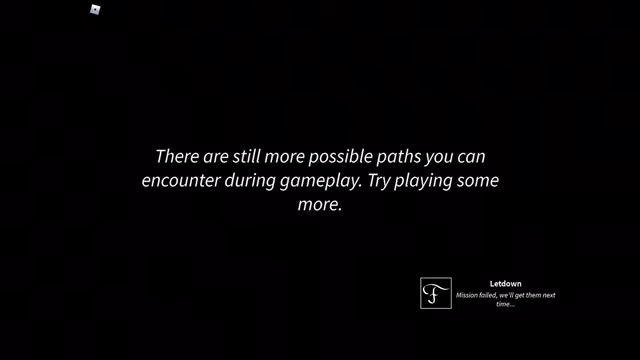 There are still more possible paths you can
encounter during gameplay. Try playing some
more.
F
Letdown
Mission failed, we'll get them next
time...